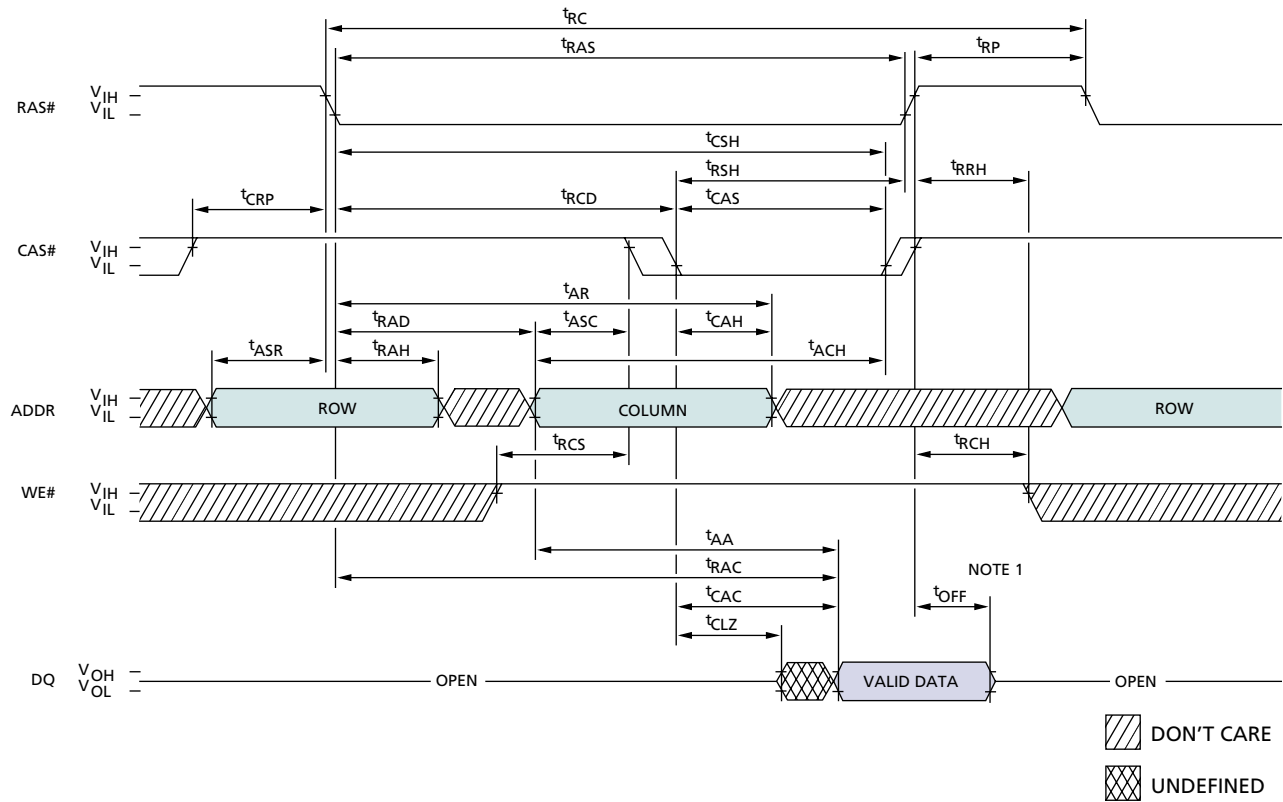 tRC
tRAS tRP
RAS# VIH
VIL
tCSH
tRSH tRRH
tCRP tRCD tCAS
CAS# VIH
VIL
tAR
tRAD tASC tCAH
tASR tRAH tACH
ADDR VIH
VIL
ROW COLUMN ROW
tRCS tRCH
WE# VIH
VIL
tAA
tRAC NOTE 1
tCAC tOFF
tCLZ
DQ VOH
VOL
OPEN VALID DATA OPEN
DON'T CARE
UNDEFINED